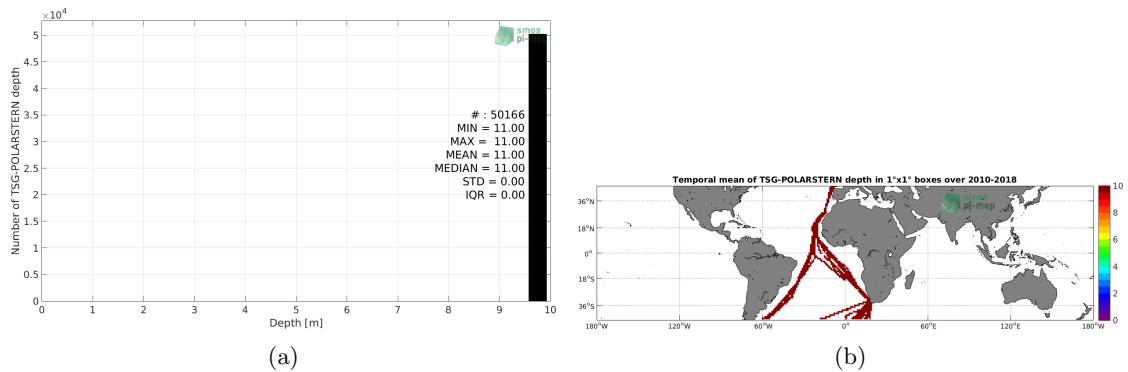 ×10⁴
5
4.5
4
3.5
3
2.5
2
1.5
1
0.5
0
Number of TSG-POLARSTERN depth
smos
pi-mep
# : 50166
MIN = 11.00
MAX = 11.00
MEAN = 11.00
MEDIAN = 11.00
STD = 0.00
IQR = 0.00
0 1 2 3 4 5 6 7 8 9 10
Depth [m]
(a)
Temporal mean of TSG-POLARSTERN depth in 1°x1° boxes over 2010-2018
smos
pi-mep
36°N
18°N
0°
18°S
36°S
180°W 120°W 60°W 0° 60°E 120°E 180°W
10
8
6
4
2
0
(b)